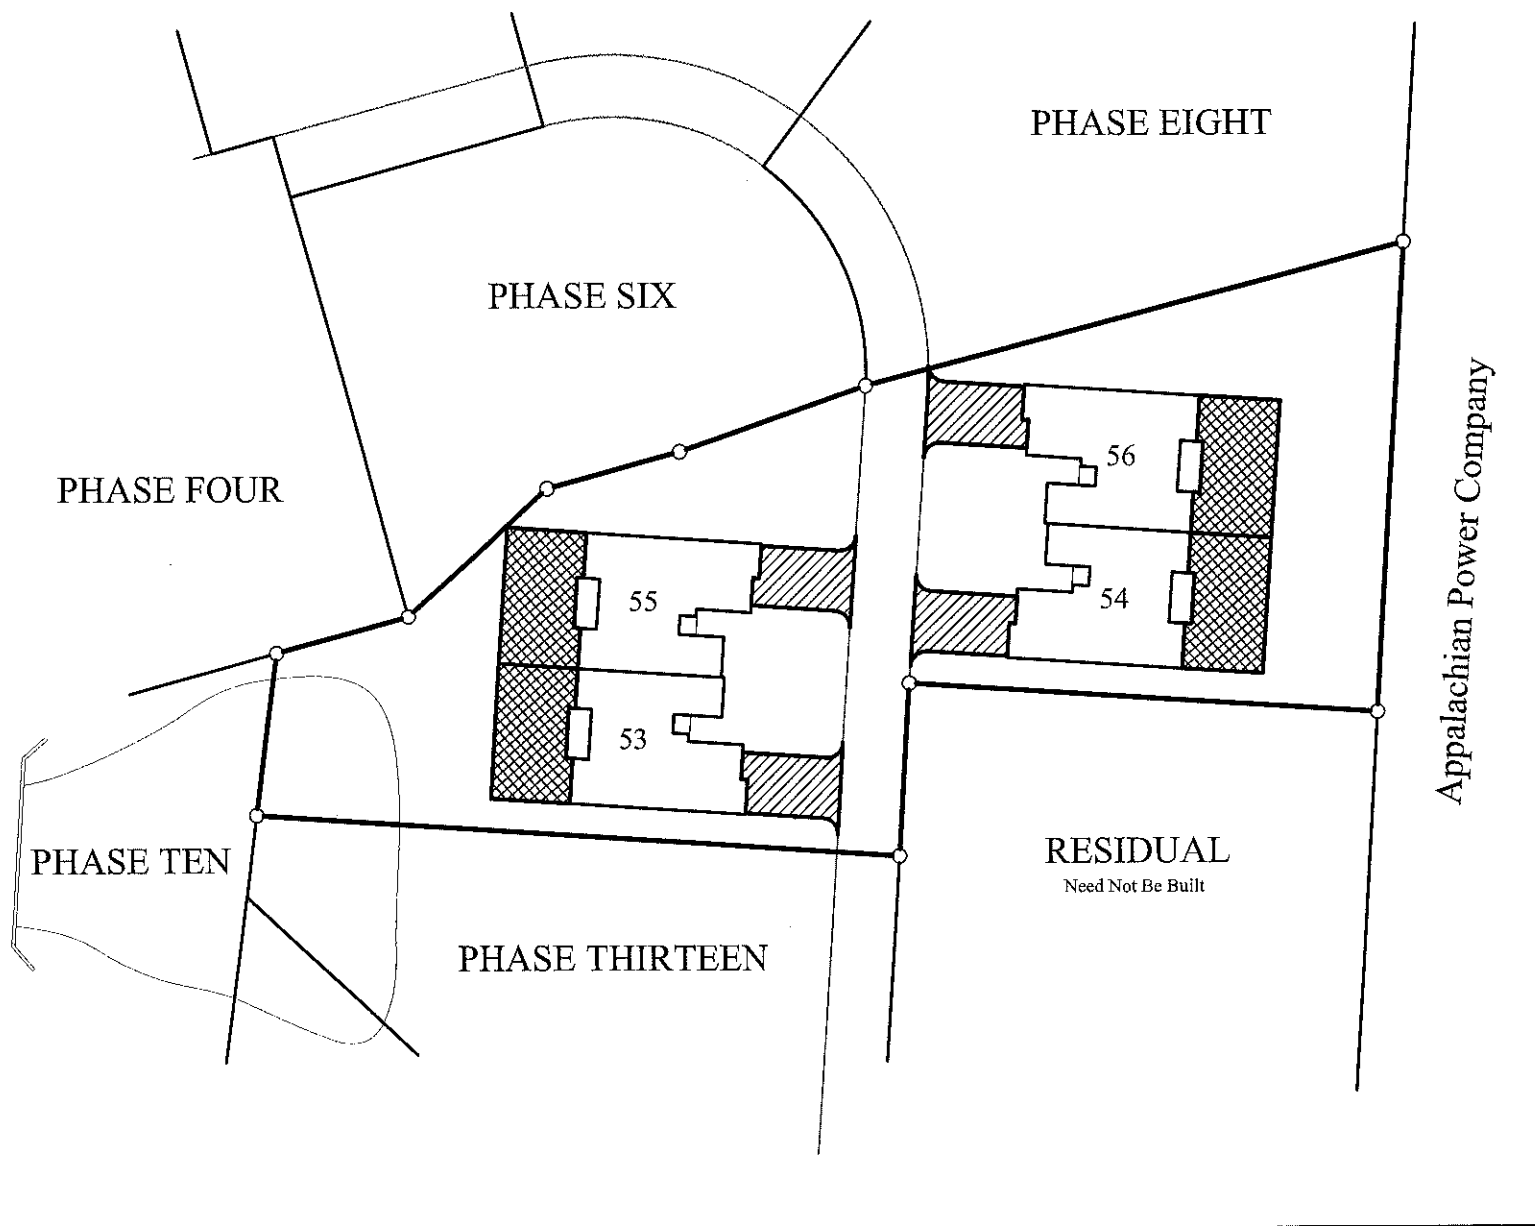 PHASE EIGHT
PHASE SIX
PHASE FOUR
56
Appalachian Power Company
55
54
53
PHASE TEN
RESIDUAL
Need Not Be Built
PHASE THIRTEEN